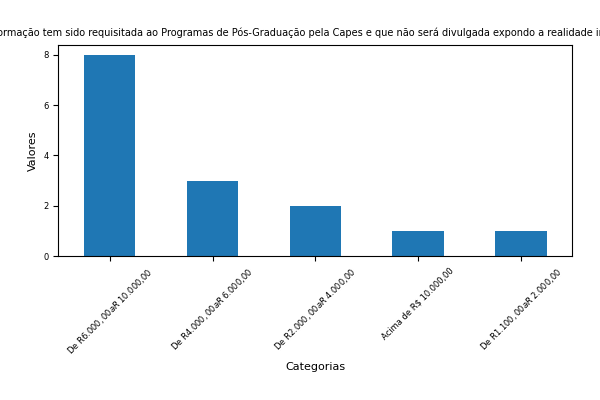 tem sido requisitada ao Programas de Pós-Graduação pela Capes e que não será divulgada expondo a realidade
8
6
4
2
0
Valores
De R6.000,00aR 10.000,00
De R4.000,00aR 6.000,00
De R2.000,00aR 4.000,00
Acima de R$ 10.000,00
De R1.100,00aR 2.000,00
Categorias